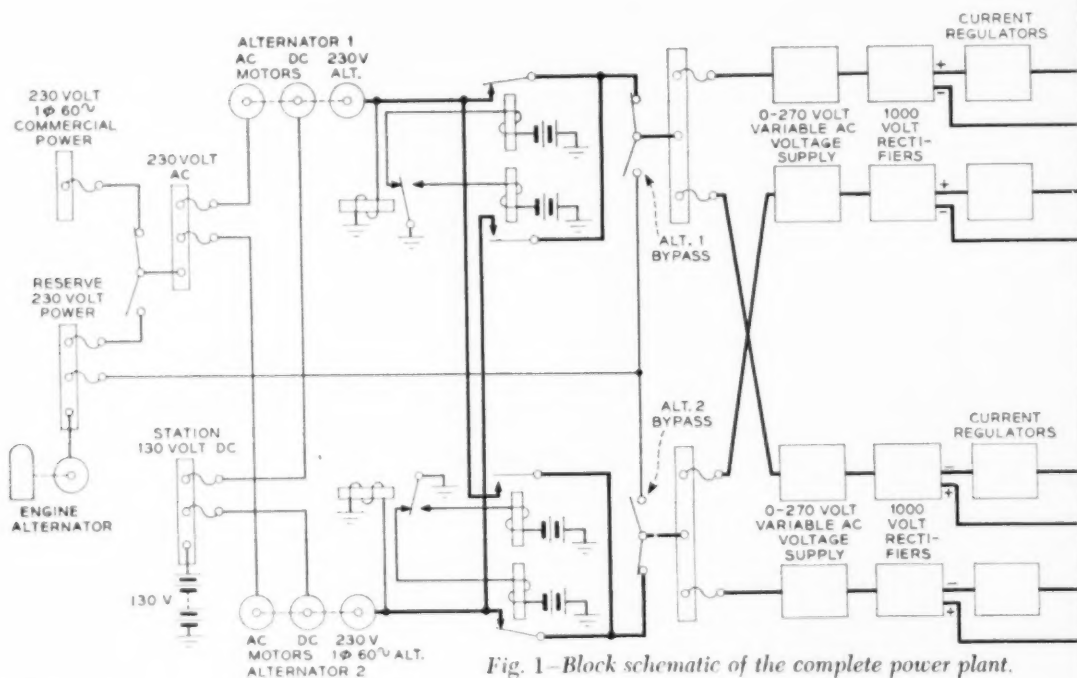 CURRENT
REGULATORS
ALTERNATOR 1
AC DC 230V
MOTORS ALT.
230 VOLT
1ϕ 60~
COMMERCIAL
POWER
230 VOLT
AC
0-270 VOLT
VARIABLE AC
VOLTAGE
SUPPLY
1000
VOLT
RECTI-
FIERS
+
−
+
−
ALT. 1
BYPASS
RESERVE
230 VOLT
POWER
ALT. 2
BYPASS
CURRENT
REGULATORS
STATION
130 VOLT DC
ENGINE
ALTERNATOR
0-270 VOLT
VARIABLE AC
VOLTAGE
SUPPLY
1000
VOLT
RECTI-
FIERS
−
+
−
+
130 V
AC DC 230V
MOTORS 1ϕ 60~ ALT.
ALTERNATOR 2
Fig. 1—Block schematic of the complete power plant.